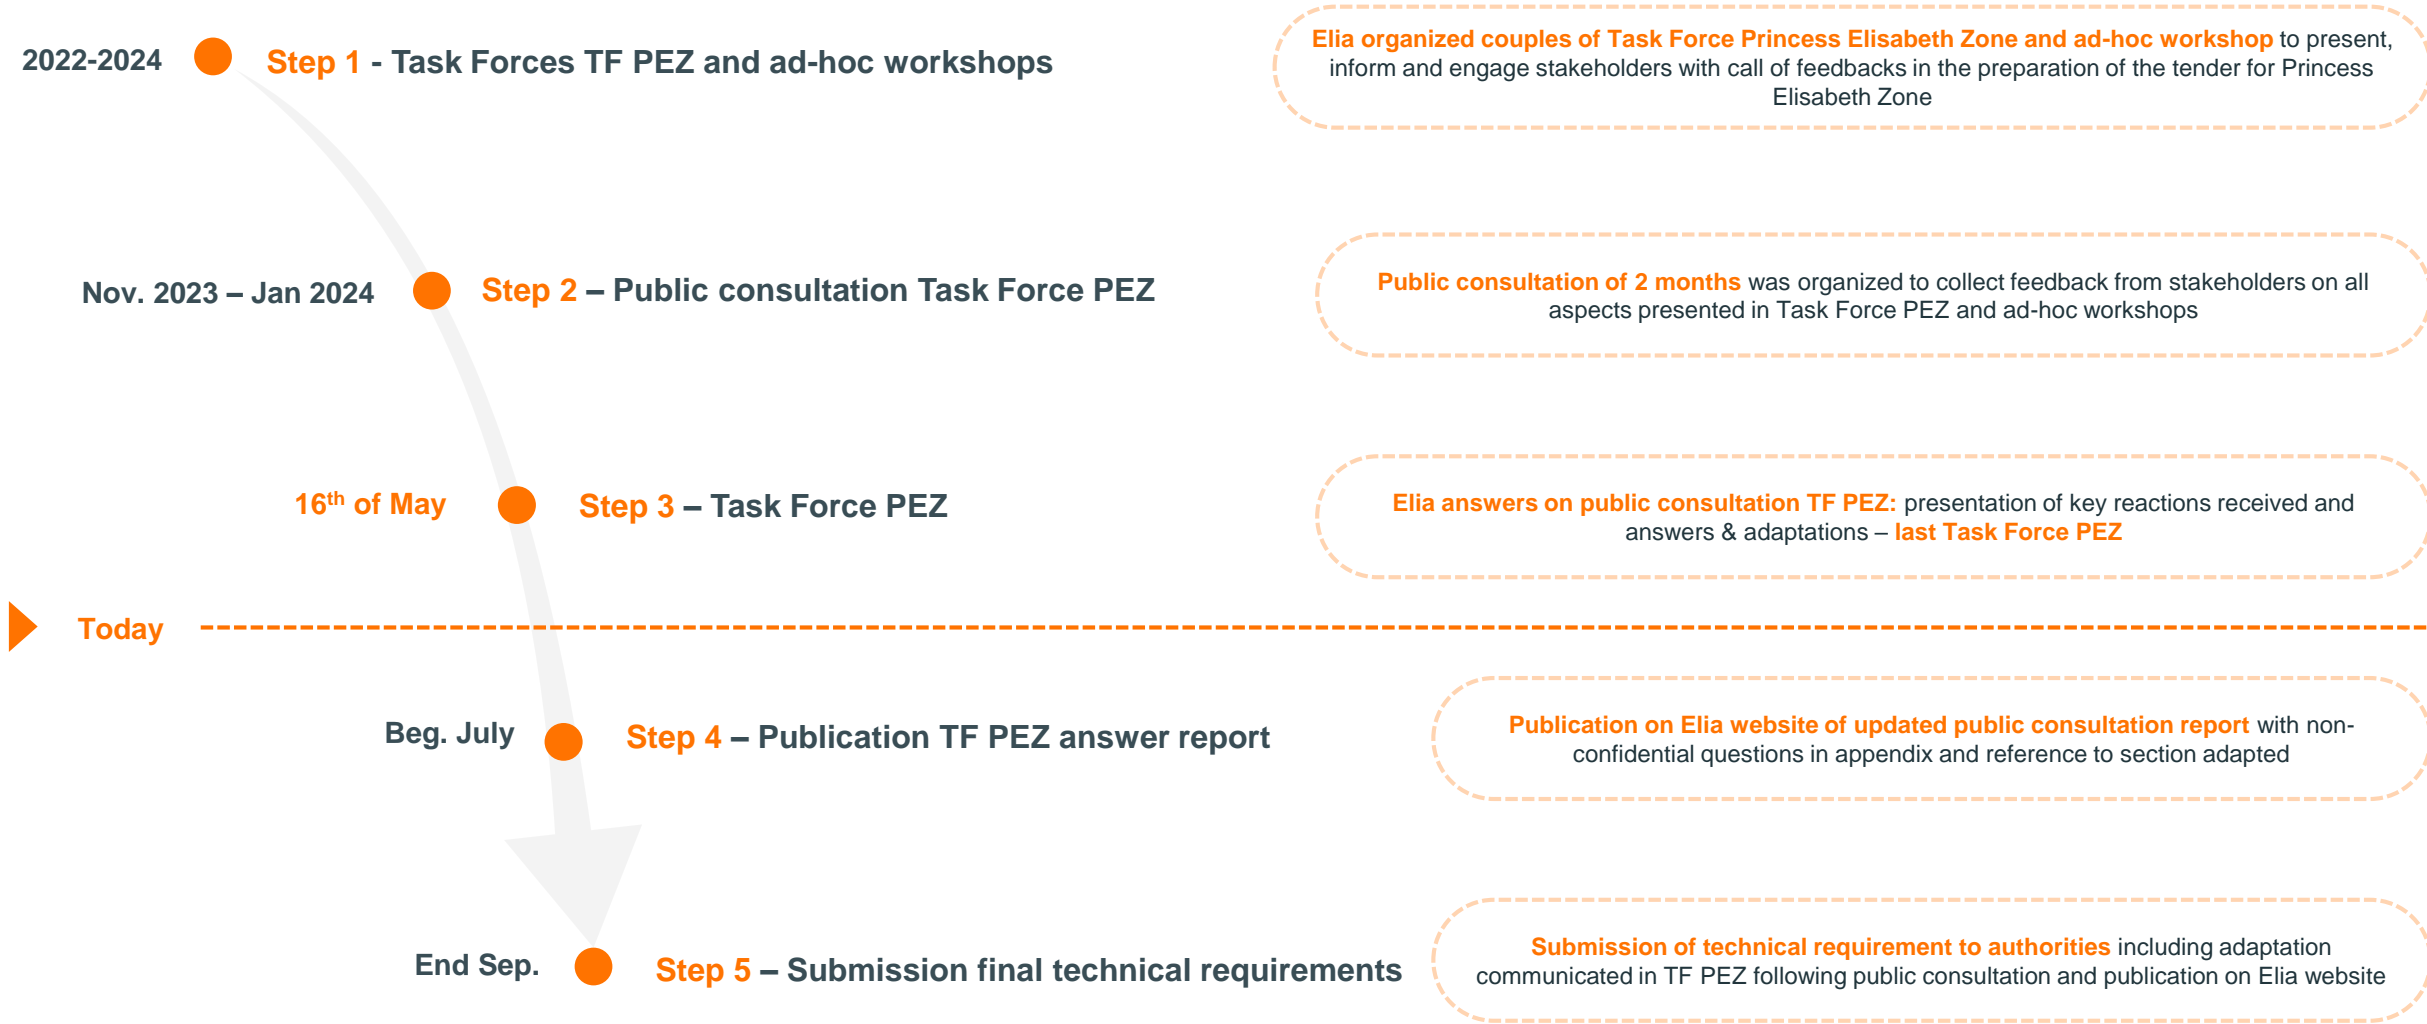 2022-2024
Step 1 - Task Forces TF PEZ and ad-hoc workshops
Elia organized couples of Task Force Princess Elisabeth Zone and ad-hoc workshop to present,
inform and engage stakeholders with call of feedbacks in the preparation of the tender for Princess
Elisabeth Zone
Nov. 2023 – Jan 2024
Step 2 – Public consultation Task Force PEZ
Public consultation of 2 months was organized to collect feedback from stakeholders on all
aspects presented in Task Force PEZ and ad-hoc workshops
16th of May
Step 3 – Task Force PEZ
Elia answers on public consultation TF PEZ: presentation of key reactions received and
answers & adaptations – last Task Force PEZ
Today
Beg. July
Step 4 – Publication TF PEZ answer report
Publication on Elia website of updated public consultation report with non-
confidential questions in appendix and reference to section adapted
End Sep.
Step 5 – Submission final technical requirements
Submission of technical requirement to authorities including adaptation
communicated in TF PEZ following public consultation and publication on Elia website